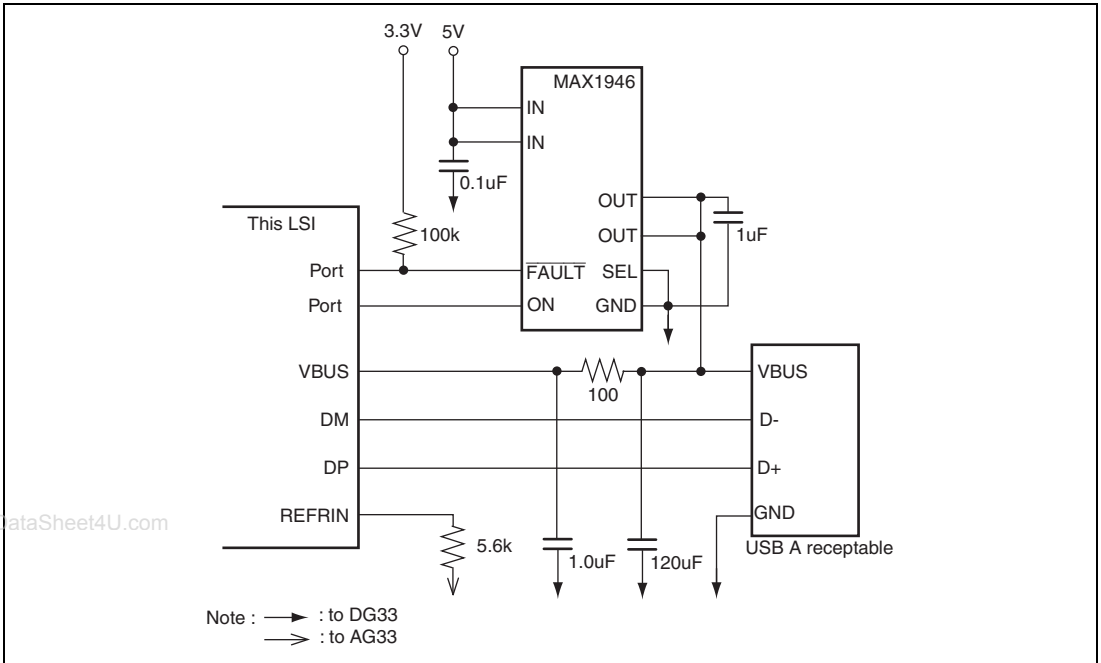 3.3V 5V
MAX1946
IN
IN
0.1uF
This LSI
100k
OUT
OUT
1uF
Port
FAULT
SEL
Port
ON
GND
VBUS
100
VBUS
DM
D-
DP
D+
REFRIN
GND
5.6k
1.0uF
120uF
USB A receptable
Note : : to DG33
: to AG33
DataSheet4U.com